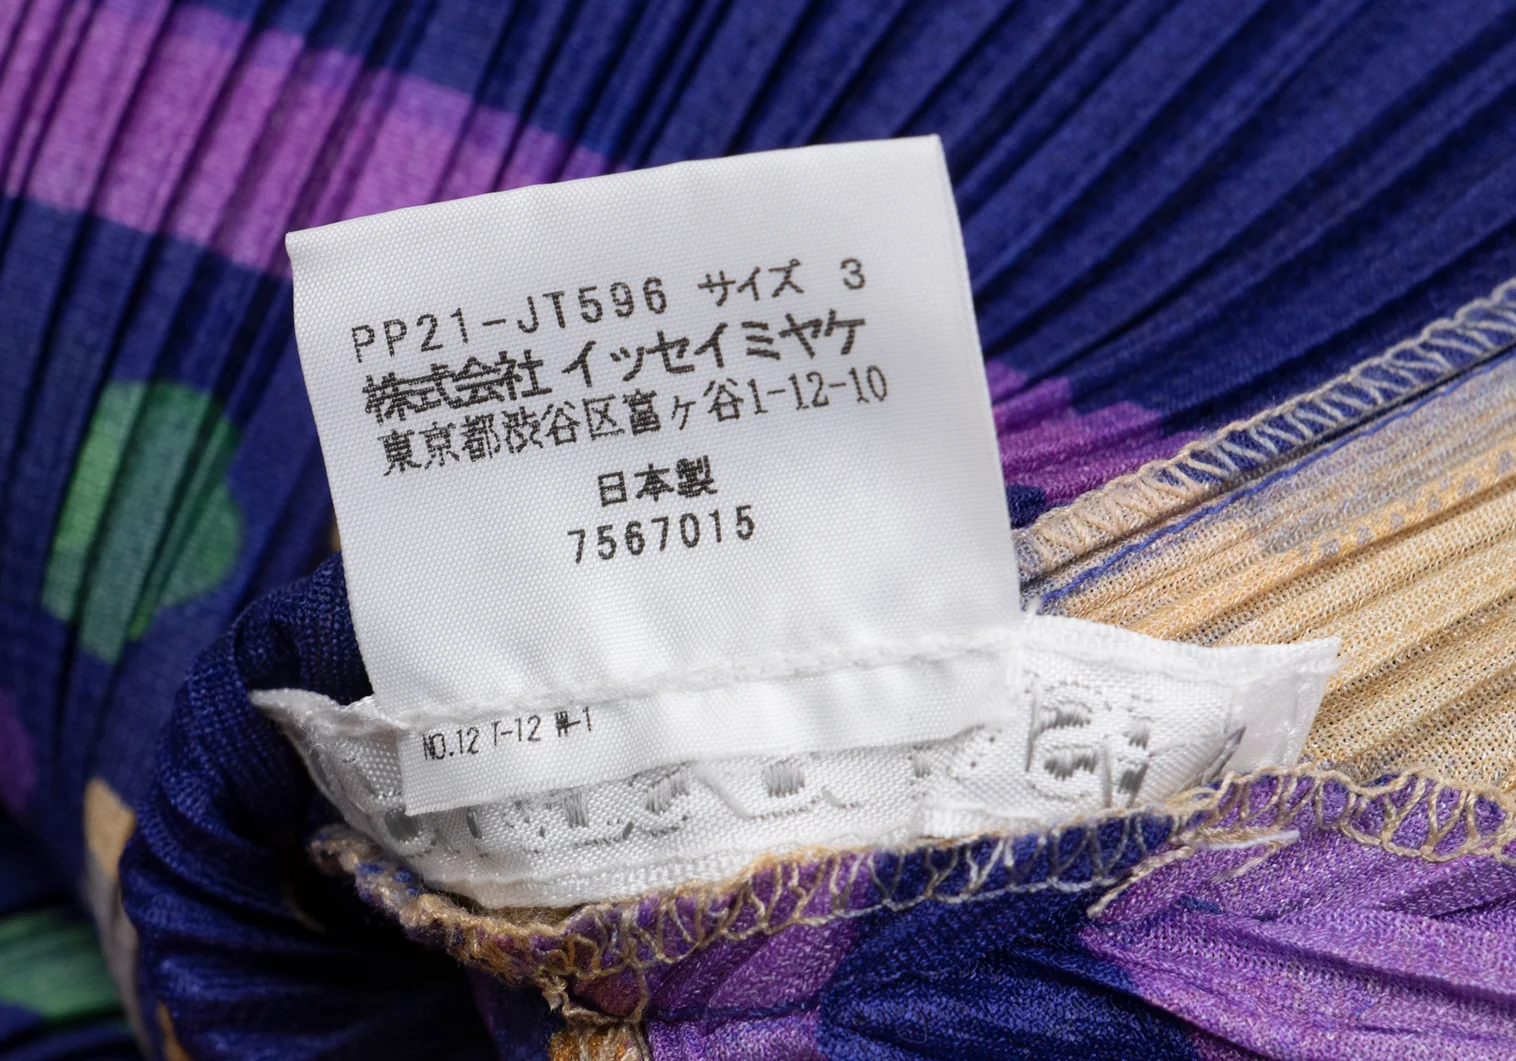 PP21-JT596 サイズ 3
株式会社 イッセイミヤケ
東京都渋谷区富ヶ谷1-12-10
日本製
7567015
NO.12 T-12 W-1